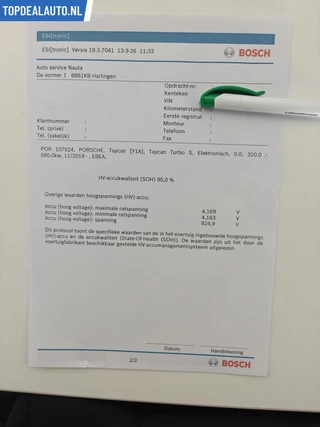 TOPDEALAUTO.NL
ESI[tronic]
ESI[tronic] Versie 19.3.7041 13-3-26 11:33
BOSCH
Auto service Nauta
De vormer 1 8861KB Harlingen
Opdracht-nr.
Kenteken
VIN
Kilometerstand
Eerste registrat
Klantnummer : Monteur :
Tel. (privé) : Telefoon :
Tel. (zakelijk) : Fax :
POR 107524, PORSCHE, Taycan [Y1A], Taycan Turbo S, Elektronisch, 0.0, 320.0 -
560.0kw, 11/2019 - ,EBEA,
HV-accukwaliteit (SOH) 95,0 %
Overige waarden hoogspannings (HV)-accu:
Accu (hoog voltage): maximale celspanning 4,169 V
Accu (hoog voltage): minimale celspanning 4,163 V
Accu (hoog voltage): spanning 824,9 V
Dit protocol toont de specifieke waarden van de in het voertuig ingebouwde hoogspannings
(HV)-accu en de accukwaliteit (State-Of-Health (SOH)). De waarden zijn uit het door de
voertuigfabrikant beschikbaar gestelde HV-accumanagementsysteem uitgelezen.
Datum: Handtekening
2/2
BOSCH